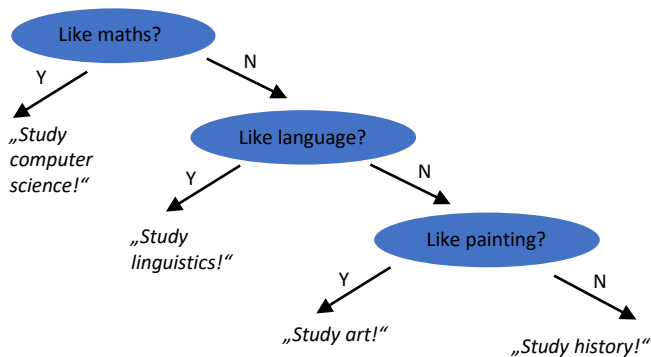 Like maths?
Y
N
„Study
computer
science!“
Like language?
Y
N
„Study
linguistics!“
Like painting?
Y
N
„Study art!“
„Study history!“